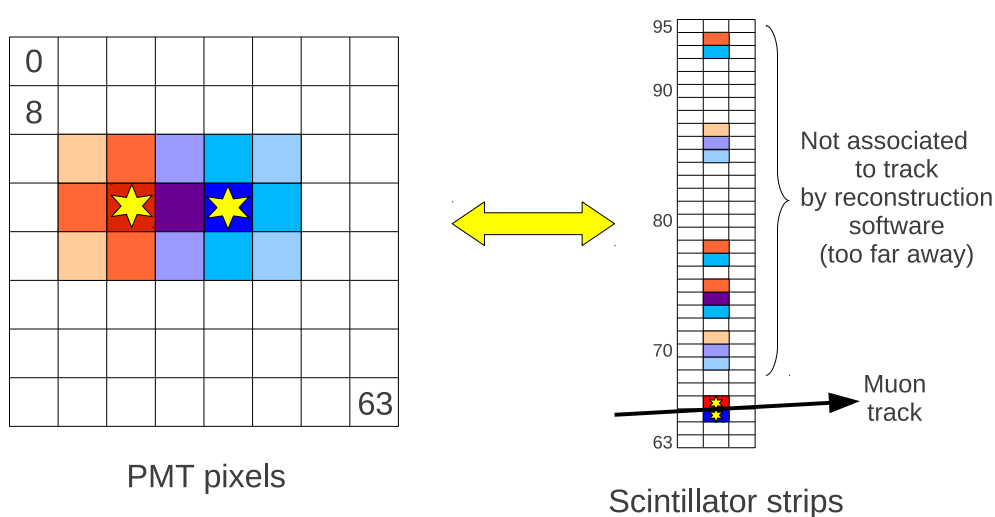 0
8
63
PMT pixels
95
90
80
70
63
Not associated
to track
by reconstruction
software
(too far away)
Muon
track
Scintillator strips